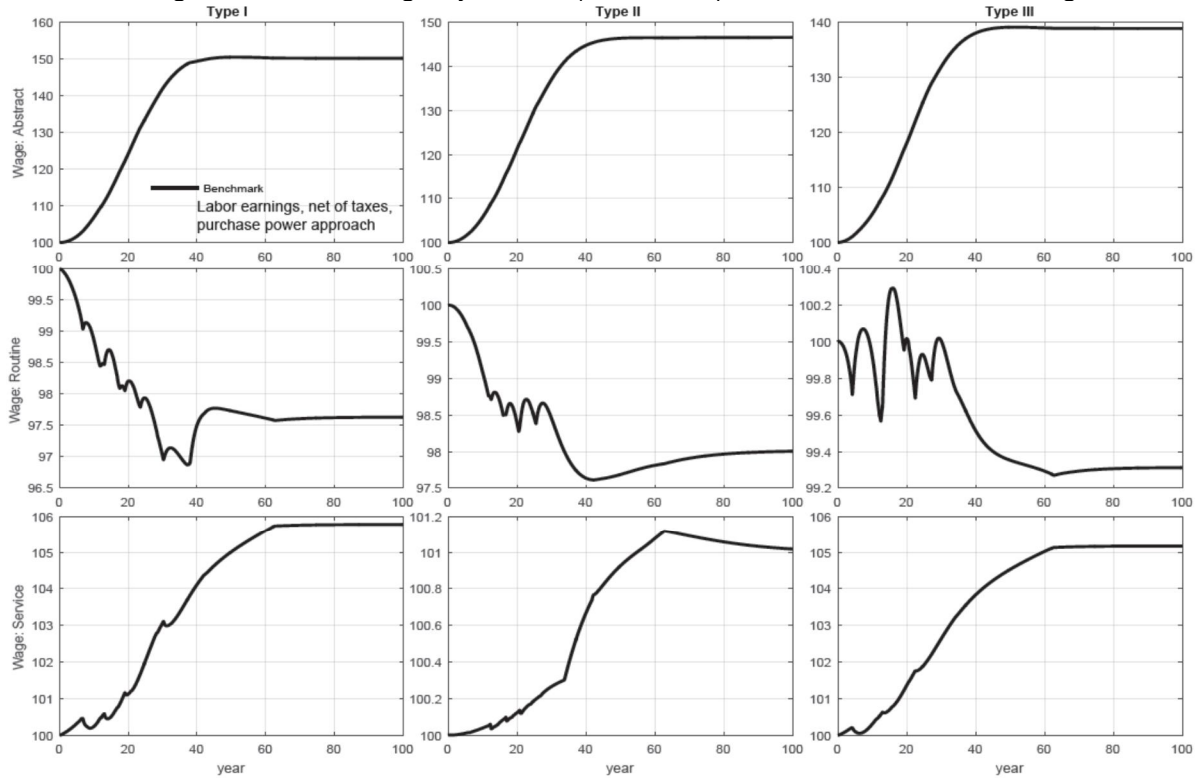 Type I
Type II
Type III
Wage: Abstract
160
150
140
130
120
110
100
0 20 40 60 80 100
Benchmark
Labor earnings, net of taxes,
purchase power approach
150
140
130
120
110
100
0 20 40 60 80 100
140
130
120
110
100
0 20 40 60 80 100
Wage: Routine
100
99.5
99
98.5
98
97.5
97
96.5
0 20 40 60 80 100
100.5
100
99.5
99
98.5
98
97.5
0 20 40 60 80 100
100.4
100.2
100
99.8
99.6
99.4
99.2
0 20 40 60 80 100
Wage: Service
106
105
104
103
102
101
100
0 20 40 60 80 100
year
101.2
101
100.8
100.6
100.4
100.2
100
0 20 40 60 80 100
year
106
105
104
103
102
101
100
0 20 40 60 80 100
year